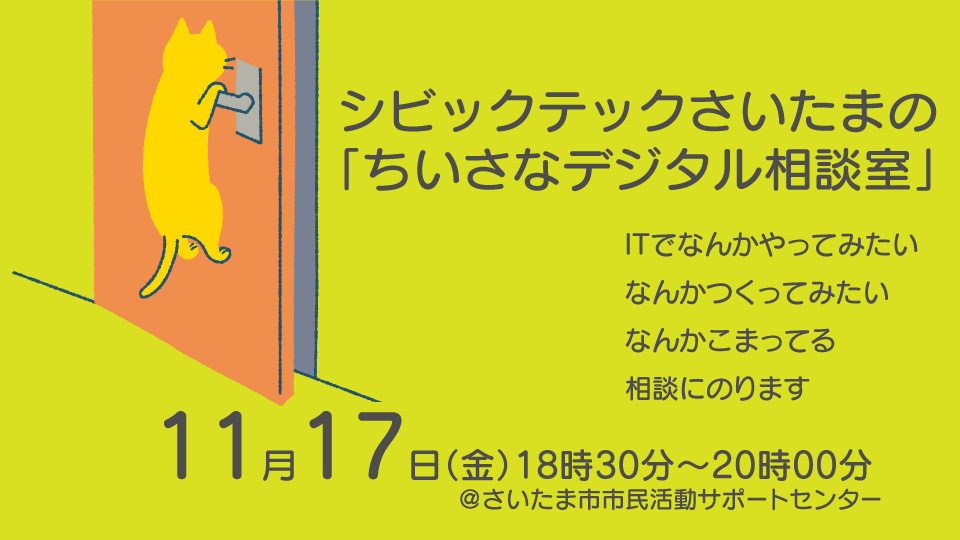 シビックテックさいたまの
「ちいさなデジタル相談室」
ITでなんかやってみたい
なんかつくってみたい
なんかこまってる
相談にのります
11月17日(金)18時30分～20時00分
@さいたま市市民活動サポートセンター